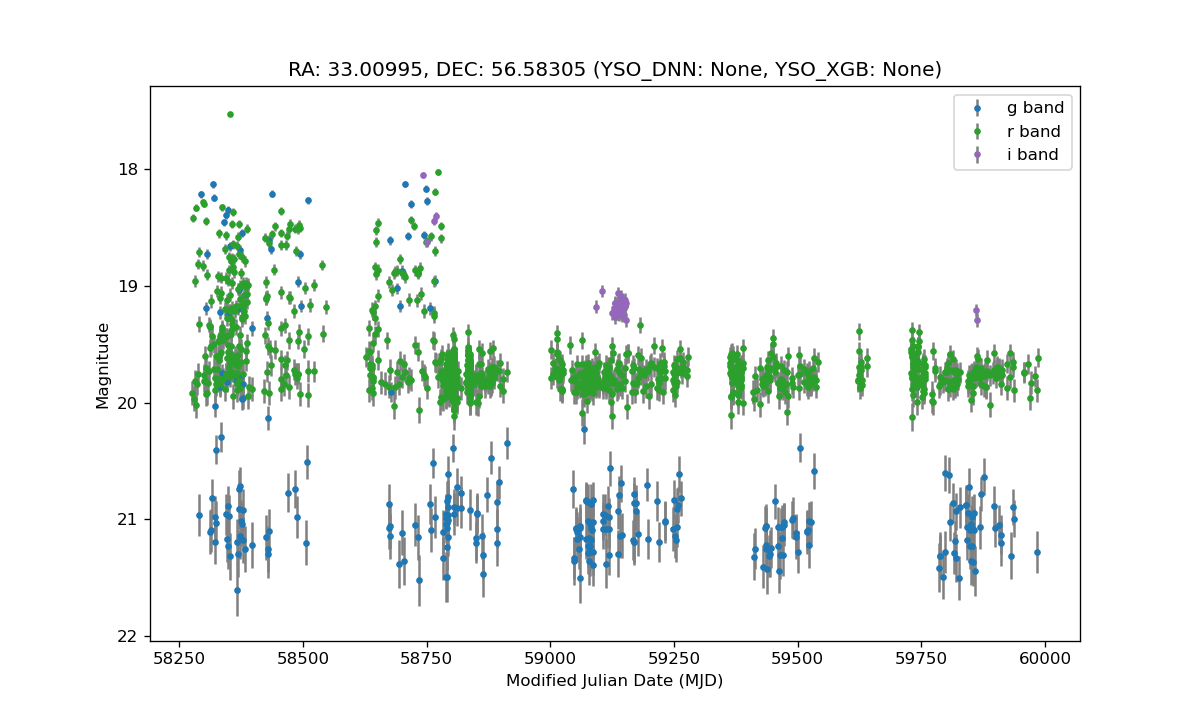 RA: 33.00995, DEC: 56.58305 (YSO_DNN: None, YSO_XGB: None)
g band
r band
i band
Magnitude
18
19
20
21
22
58250 58500 58750 59000 59250 59500 59750 60000
Modified Julian Date (MJD)